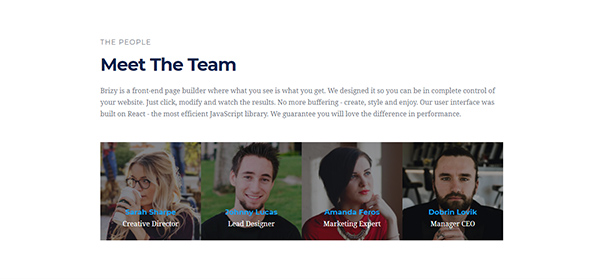 THE PEOPLE
Meet The Team
Brizy is a front-end page builder where what you see is what you get. We designed it so you can be in complete control of
your website. Just click, modify and watch the results. No more buffering - create, style and enjoy. Our user interface was
built on React - the most efficient JavaScript library. We guarantee you will love the difference in performance.
Sarah Sharpe Johnny Lucas Amanda Feros Dobrin Lovik
Creative Director Lead Designer Marketing Expert Manager CEO